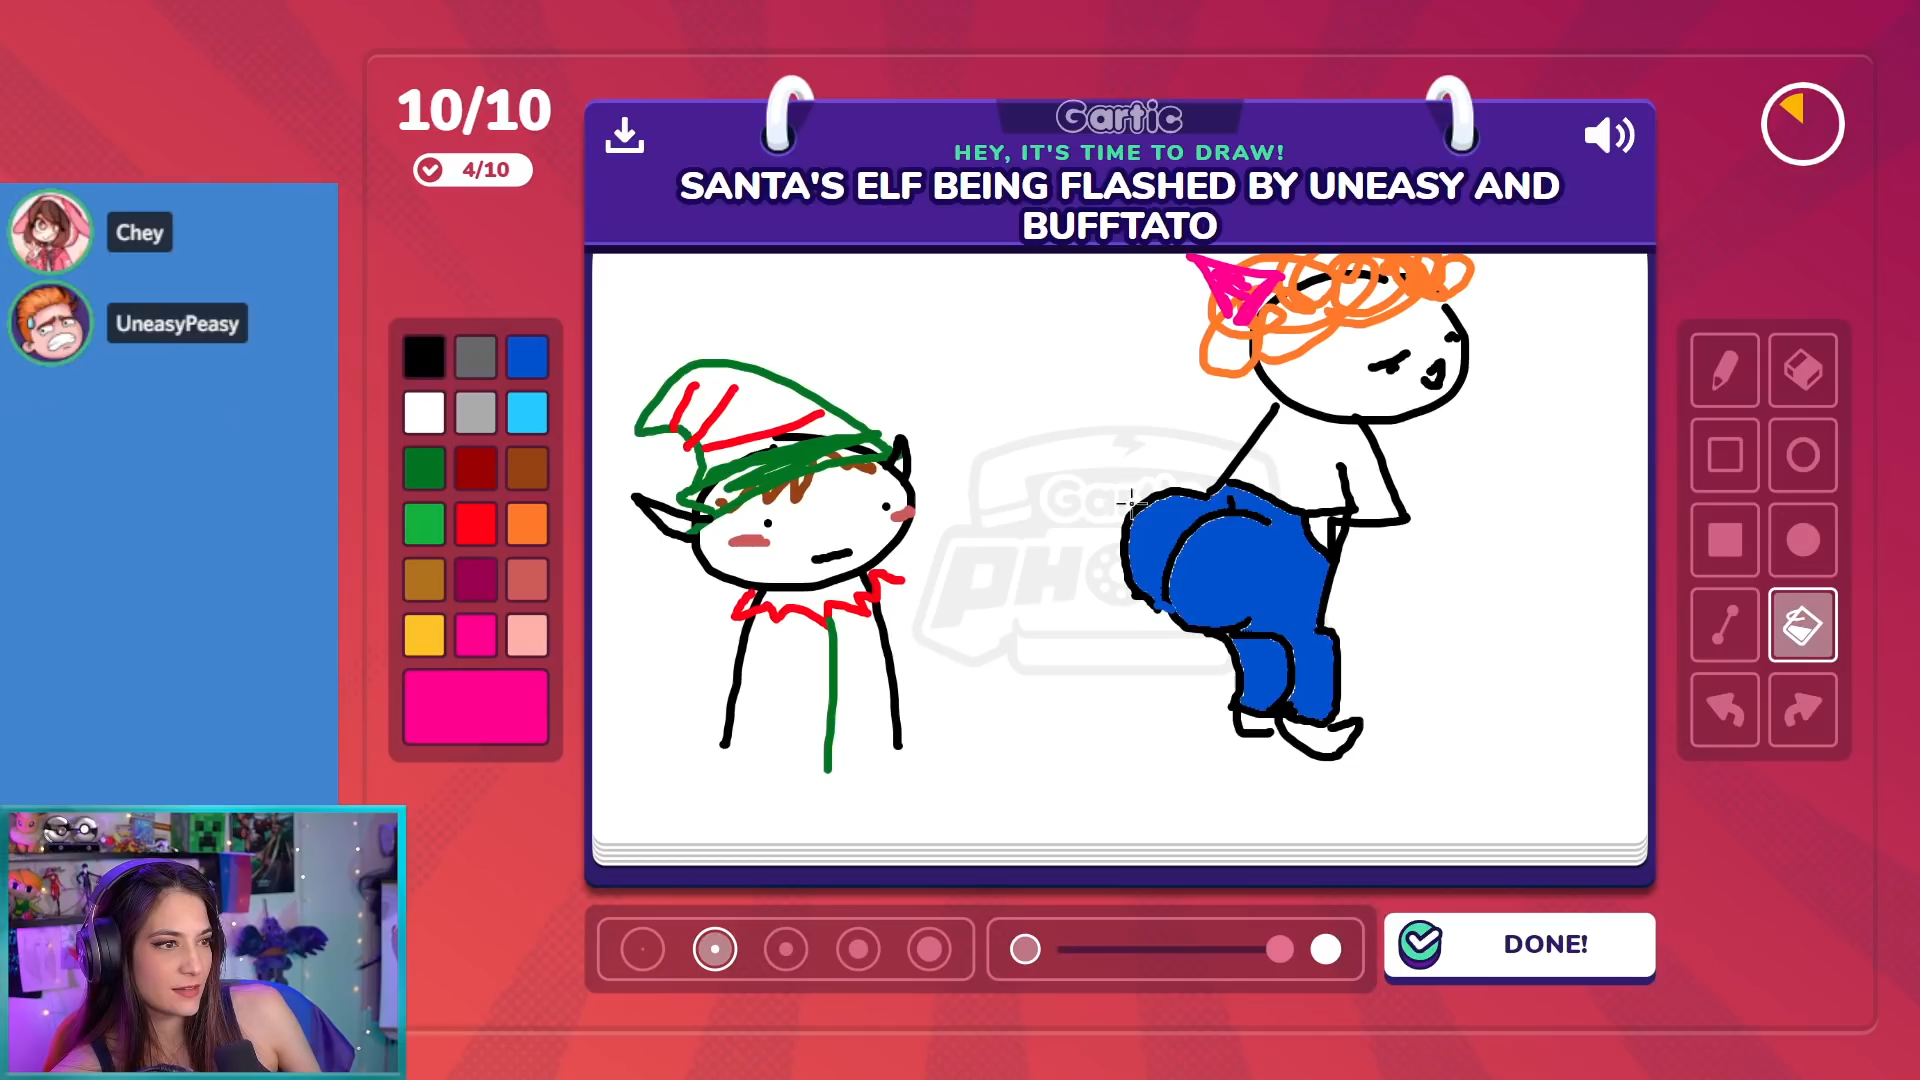 10/10
4/10
Gartic
HEY, IT'S TIME TO DRAW!
SANTA'S ELF BEING FLASHED BY UNEASY AND
BUFFTATO
Chey
UneasyPeasy
DONE!